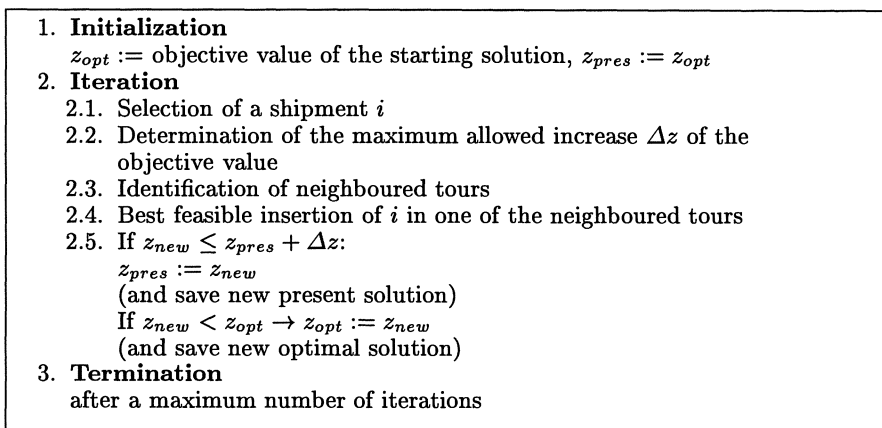 1. Initialization
z_opt := objective value of the starting solution, z_pres := z_opt
2. Iteration
2.1. Selection of a shipment i
2.2. Determination of the maximum allowed increase Δz of the
objective value
2.3. Identification of neighboured tours
2.4. Best feasible insertion of i in one of the neighboured tours
2.5. If z_new ≤ z_pres + Δz:
z_pres := z_new
(and save new present solution)
If z_new < z_opt → z_opt := z_new
(and save new optimal solution)
3. Termination
after a maximum number of iterations